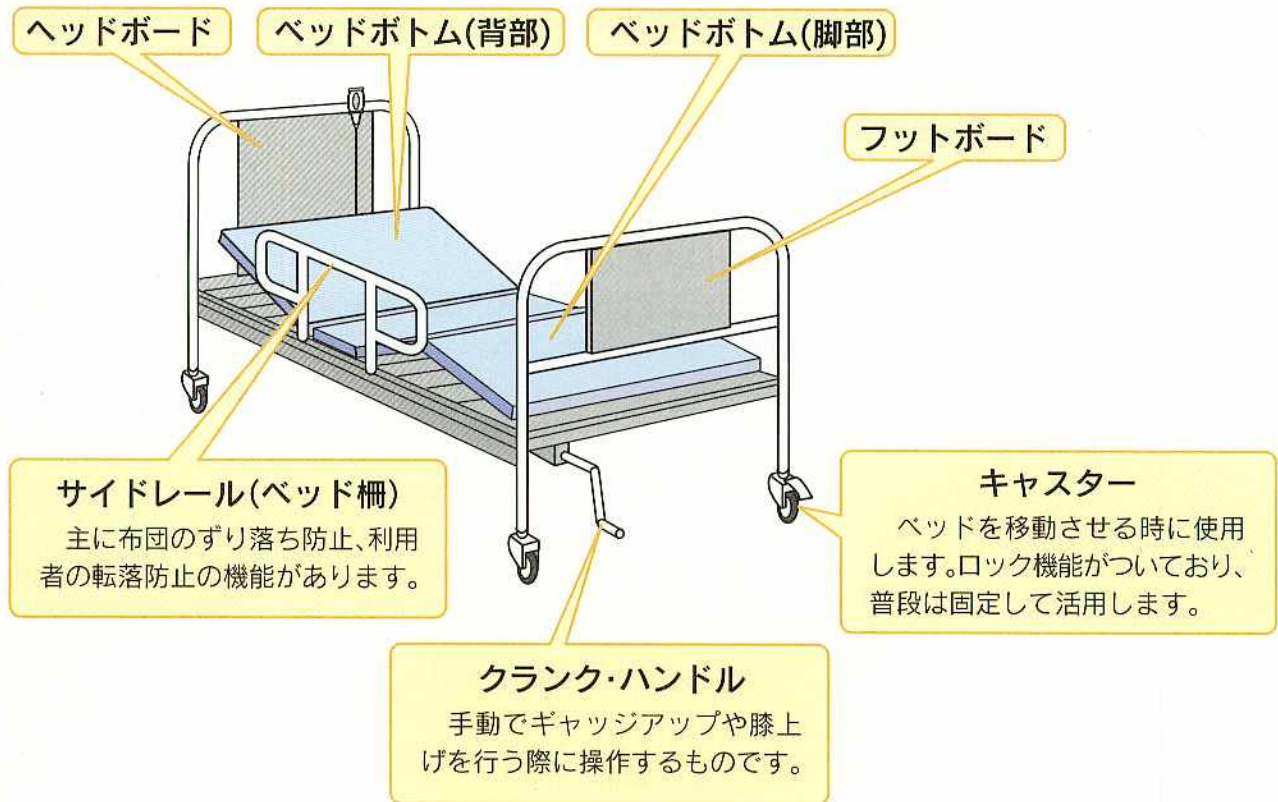 ヘッドボード
ベッドボトム(背部)
ベッドボトム(脚部)
フットボード
サイドレール(ベッド柵)
主に布団のずり落ち防止、利用
者の転落防止の機能があります。
キャスター
ベッドを移動させる時に使用
します。ロック機能がついており、
普段は固定して活用します。
クランク・ハンドル
手動でギャッジアップや膝上
げを行う際に操作するものです。